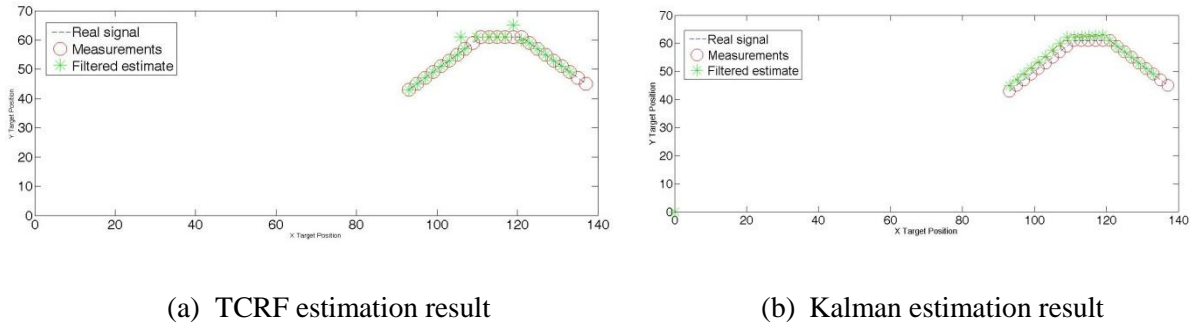 70
60
50
40
30
20
10
0
Y Target Position
Real signal
Measurements
Filtered estimate
0 20 40 60 80 100 120 140
X Target Position
(a) TCRF estimation result
70
60
50
40
30
20
10
0
Y Target Position
Real signal
Measurements
Filtered estimate
0 20 40 60 80 100 120 140
X Target Position
(b) Kalman estimation result